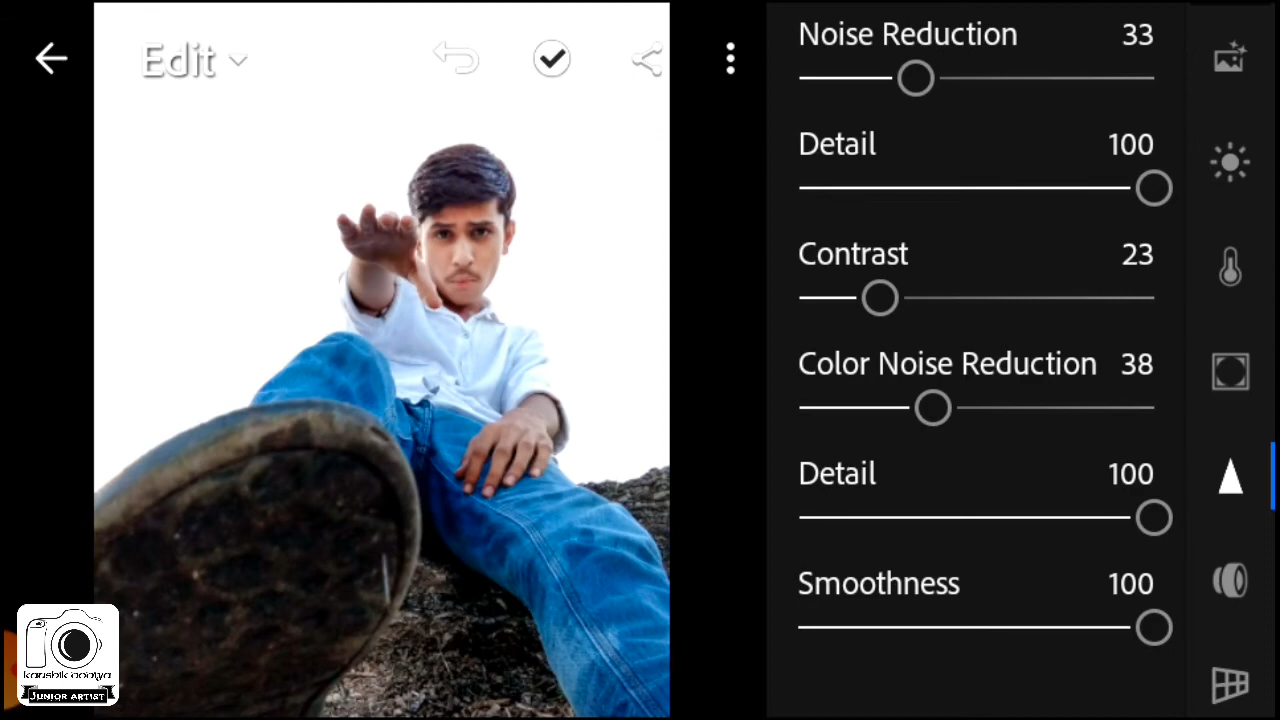 Edit
Noise Reduction 33
Detail 100
Contrast 23
Color Noise Reduction 38
Detail 100
Smoothness 100
JUNIOR ARTIST